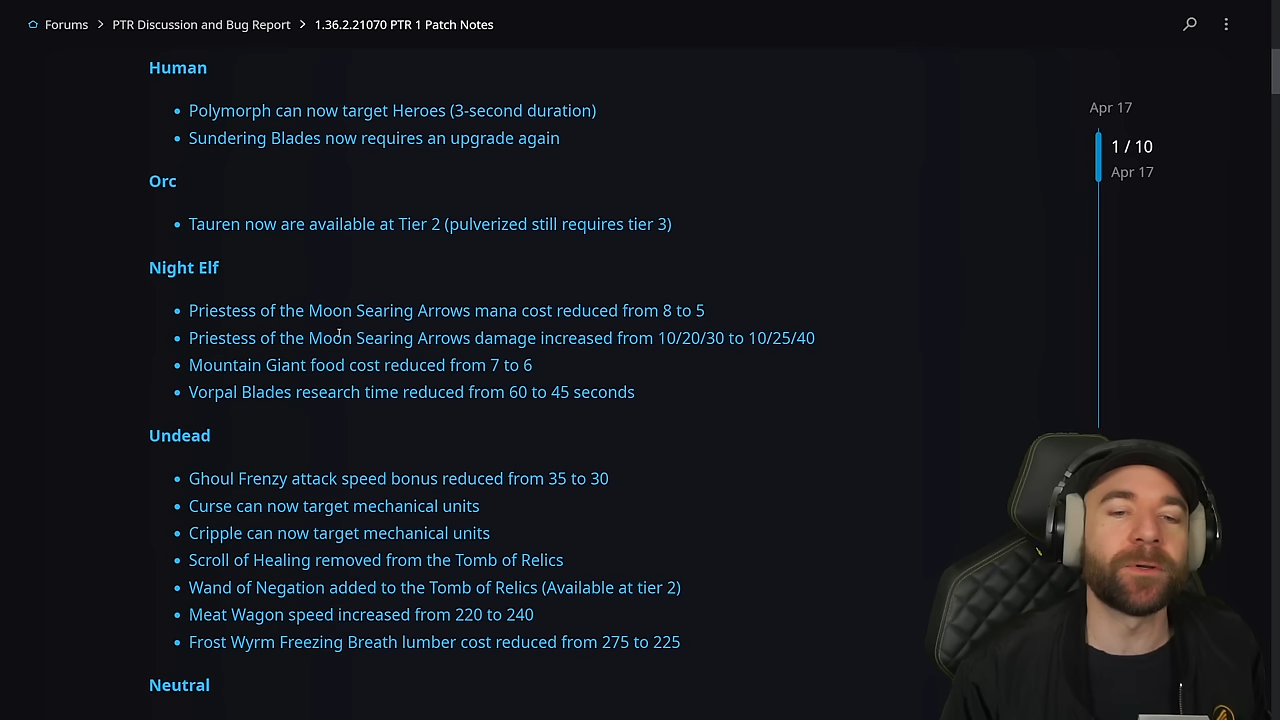 Forums > PTR Discussion and Bug Report > 1.36.2.21070 PTR 1 Patch Notes
Human
• Polymorph can now target Heroes (3-second duration)
• Sundering Blades now requires an upgrade again
Orc
• Tauren now are available at Tier 2 (pulverized still requires tier 3)
Night Elf
• Priestess of the Moon Searing Arrows mana cost reduced from 8 to 5
• Priestess of the Moon Searing Arrows damage increased from 10/20/30 to 10/25/40
• Mountain Giant food cost reduced from 7 to 6
• Vorpal Blades research time reduced from 60 to 45 seconds
Undead
• Ghoul Frenzy attack speed bonus reduced from 35 to 30
• Curse can now target mechanical units
• Cripple can now target mechanical units
• Scroll of Healing removed from the Tomb of Relics
• Wand of Negation added to the Tomb of Relics (Available at tier 2)
• Meat Wagon speed increased from 220 to 240
• Frost Wyrm Freezing Breath lumber cost reduced from 275 to 225
Neutral
Apr 17
1 / 10
Apr 17